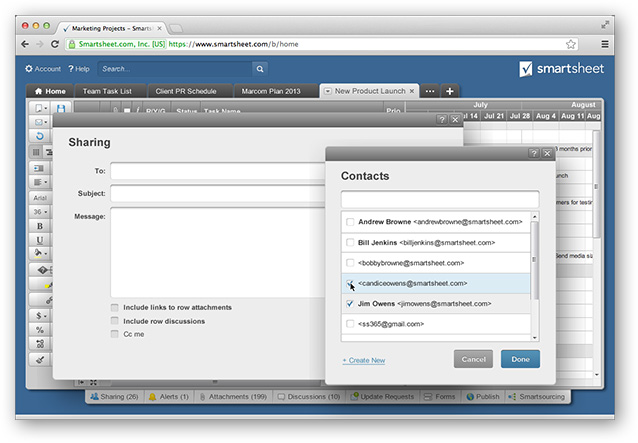 Marketing Projects – Smartsh
Smartsheet.com, Inc. [US] https://www.smartsheet.com/b/home
Account ? Help Search... smartsheet
Home Team Task List Client PR Schedule Marcom Plan 2013 New Product Launch
R/Y/G Status Task Name Prio
July August
Jul 14 Jul 21 Jul 28 Aug 4 Aug 11 Aug
Sharing
To:
Subject:
Message:
Include links to row attachments
Include row discussions
Cc me
Contacts
Andrew Browne <andrewbrowne@smartsheet.com>
Bill Jenkins <billjenkins@smartsheet.com>
<bobbybrowne@smartsheet.com>
<candiceowens@smartsheet.com>
Jim Owens <jimowens@smartsheet.com>
<ss365@gmail.com>
+ Create New Cancel Done
Arial
36
B
I
U
A
$
%
3 months prior
unch
mers for testing
Send media su
Sharing (26) Alerts (1) Attachments (199) Discussions (10) Update Requests Forms Publish Smartsourcing